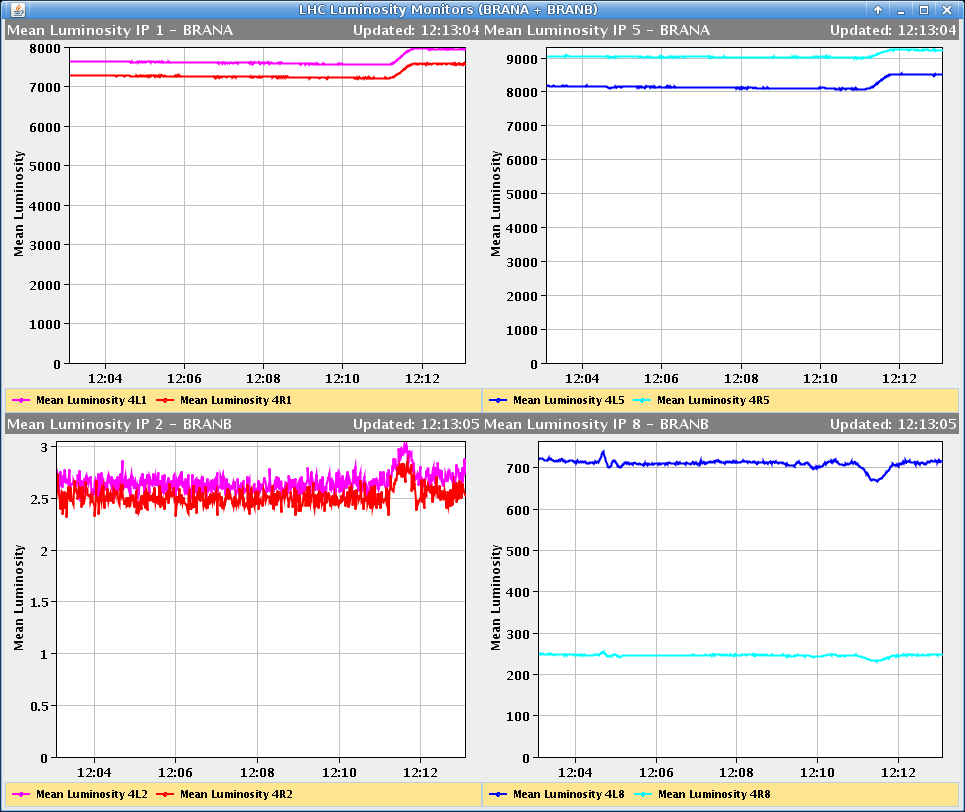 LHC Luminosity Monitors (BRANA + BRANB)
Mean Luminosity IP 1 - BRANA Updated: 12:13:04
8000
7000
6000
5000
4000
3000
2000
1000
0
Mean Luminosity
12:04 12:06 12:08 12:10 12:12
Mean Luminosity 4L1 Mean Luminosity 4R1
Mean Luminosity IP 5 - BRANA Updated: 12:13:04
9000
8000
7000
6000
5000
4000
3000
2000
1000
0
Mean Luminosity
12:04 12:06 12:08 12:10 12:12
Mean Luminosity 4L5 Mean Luminosity 4R5
Mean Luminosity IP 2 - BRANB Updated: 12:13:05
3
2.5
2
1.5
1
0.5
0
Mean Luminosity
12:04 12:06 12:08 12:10 12:12
Mean Luminosity 4L2 Mean Luminosity 4R2
Mean Luminosity IP 8 - BRANB Updated: 12:13:05
700
600
500
400
300
200
100
0
Mean Luminosity
12:04 12:06 12:08 12:10 12:12
Mean Luminosity 4L8 Mean Luminosity 4R8